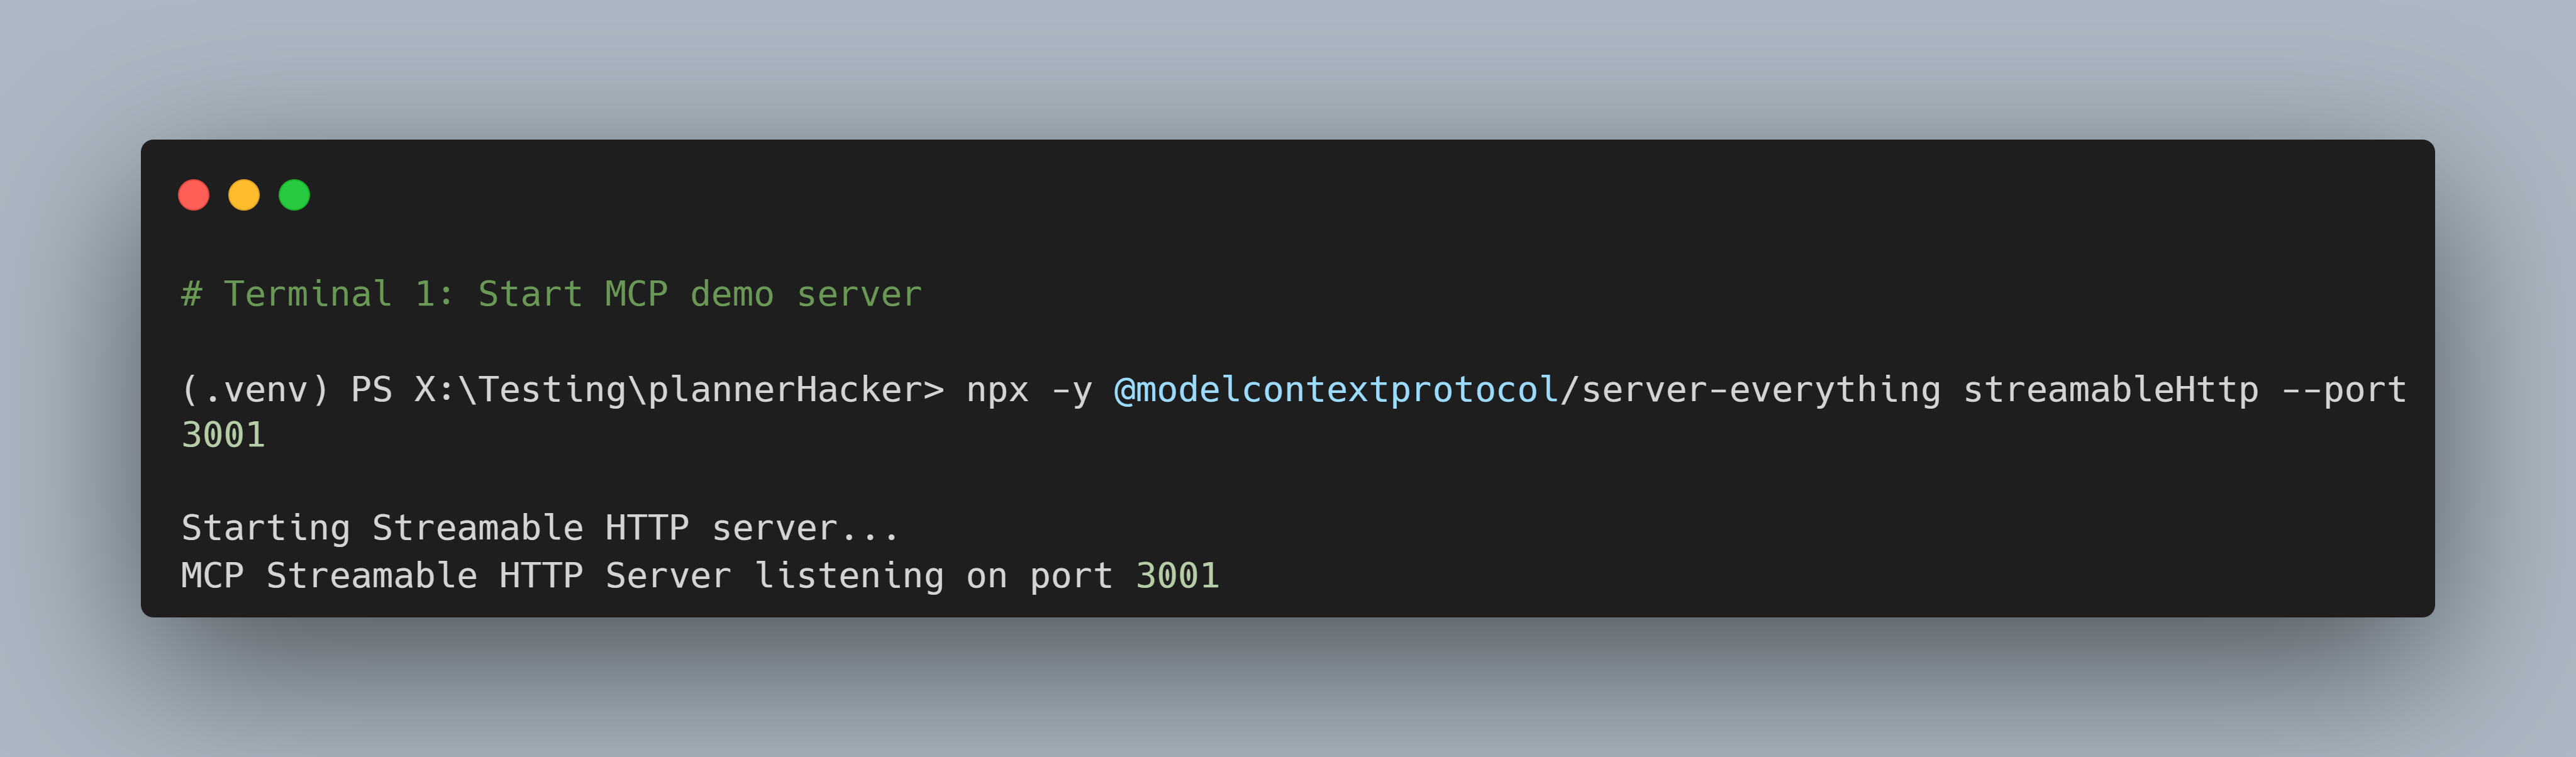 # Terminal 1: Start MCP demo server
(.venv) PS X:\Testing\plannerHacker> npx -y @modelcontextprotocol/server-everything streamableHttp --port
3001
Starting Streamable HTTP server...
MCP Streamable HTTP Server listening on port 3001